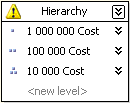 Hierarchy
1 000 000 Cost
100 000 Cost
10 000 Cost
<new level>